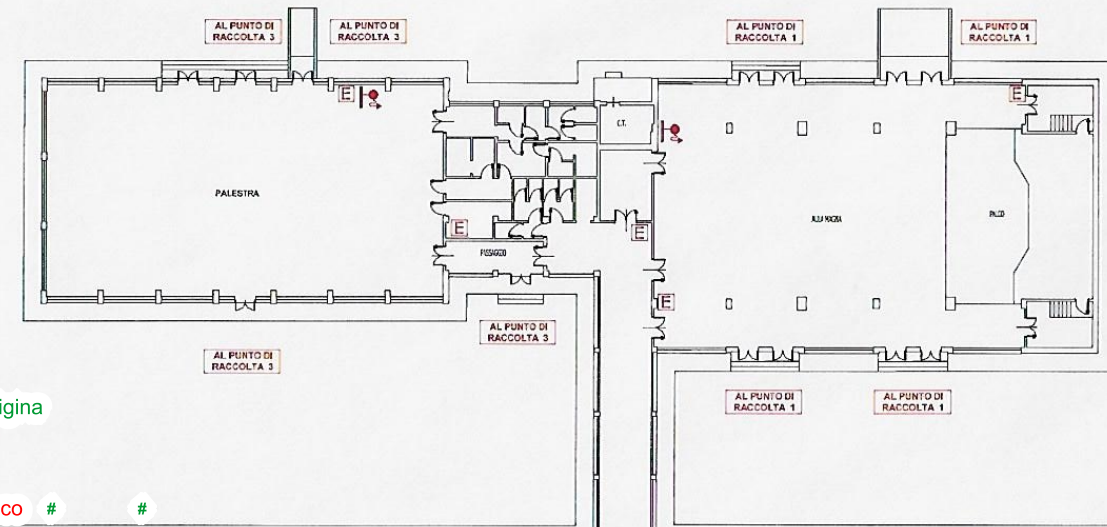 AL PUNTO DI
RACCOLTA 3
AL PUNTO DI
RACCOLTA 3
AL PUNTO DI
RACCOLTA 1
AL PUNTO DI
RACCOLTA 1
E
E
C.T.
PALESTRA
AULA MAGNA
PALCO
E
E
PASSAGGIO
E
AL PUNTO DI
RACCOLTA 3
AL PUNTO DI
RACCOLTA 3
AL PUNTO DI
RACCOLTA 1
AL PUNTO DI
RACCOLTA 1
igina
co # #